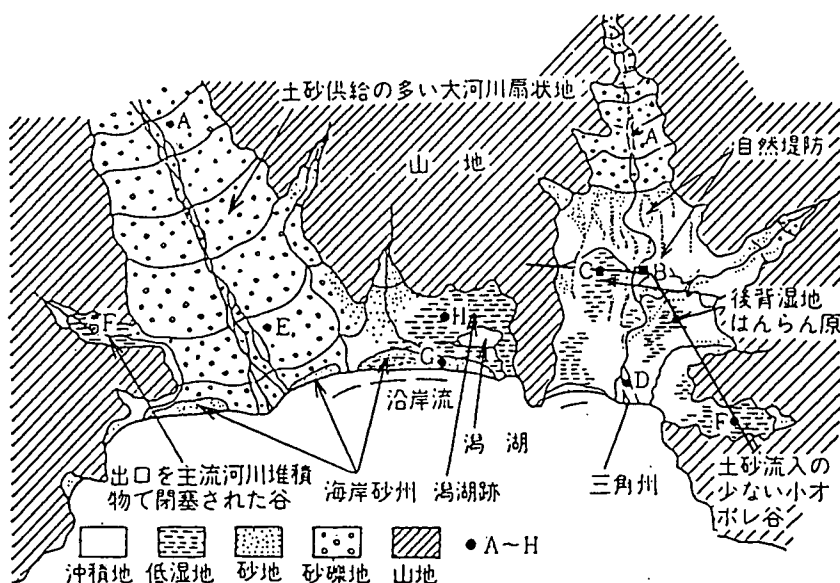 土砂供給の多い大河川扇状地
A
山地
A
自然堤防
C
B
後背湿地
はんらん原
F
H
E
G
D
F
沿岸流
潟湖
出口を主流河川堆積
物で閉塞された谷
海岸砂州
潟湖跡
三角州
土砂流入の
少ない小オ
ボレ谷
沖積地
低湿地
砂地
砂礫地
山地
●A~H